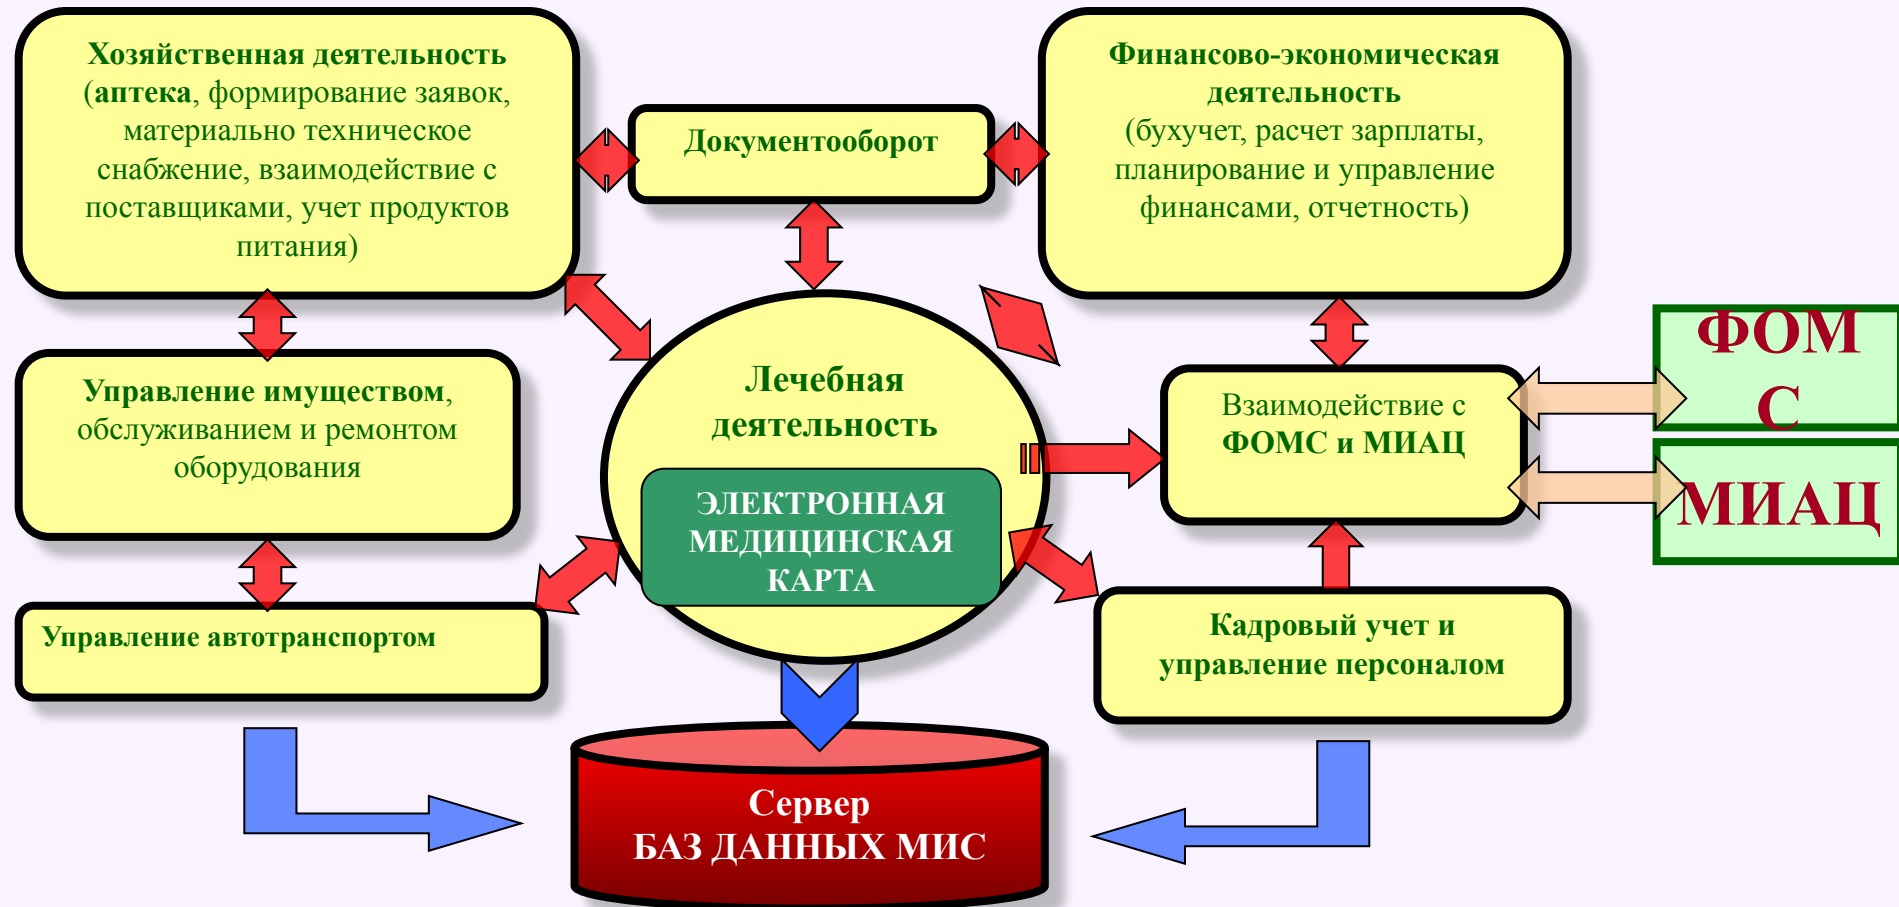 Хозяйственная деятельность
(аптека, формирование заявок,
материально техническое
снабжение, взаимодействие с
поставщиками, учет продуктов
питания)
Документооборот
Финансово-экономическая
деятельность
(бухучет, расчет зарплаты,
планирование и управление
финансами, отчетность)
Управление имуществом,
обслуживанием и ремонтом
оборудования
Лечебная
деятельность
ЭЛЕКТРОННАЯ
МЕДИЦИНСКАЯ
КАРТА
Взаимодействие с
ФОМС и МИАЦ
ФОМ
С
МИАЦ
Управление автотранспортом
Кадровый учет и
управление персоналом
Сервер
БАЗ ДАННЫХ МИС